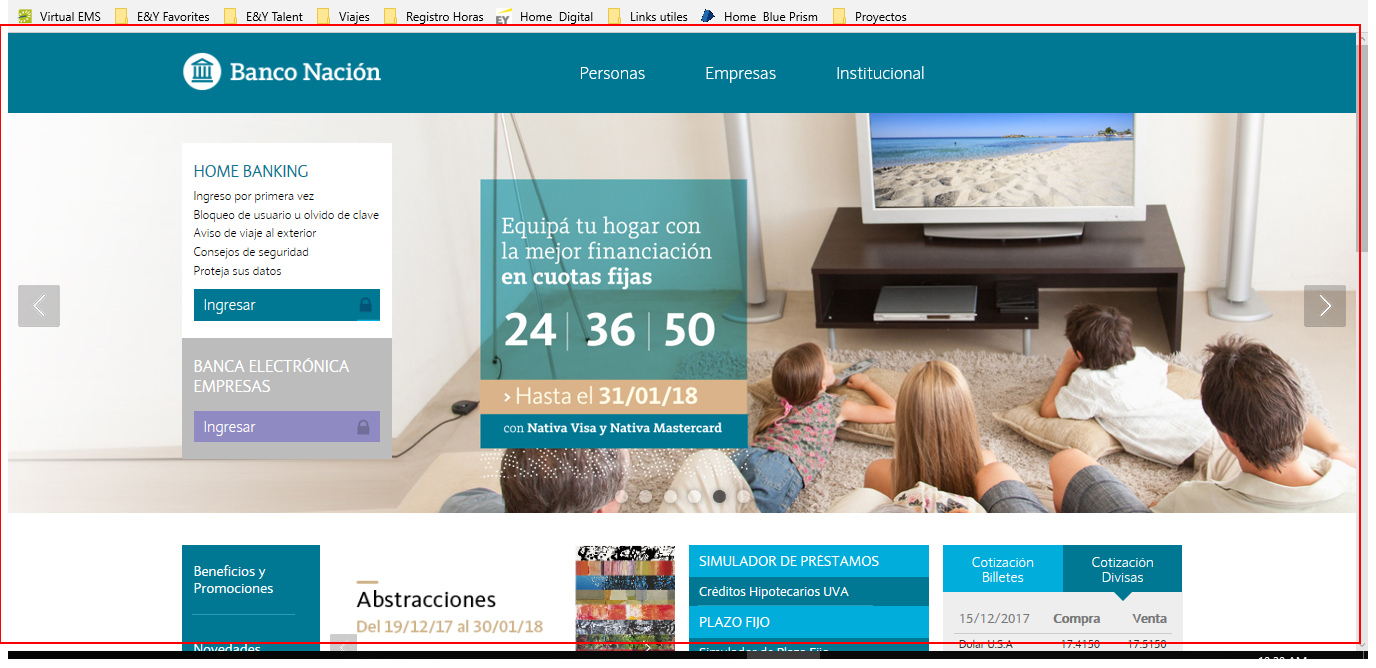 Virtual EMS E&Y Favorites E&Y Talent Viajes Registro Horas EY Home Digital Links utiles Home Blue Prism Proyectos
Banco Nación Personas Empresas Institucional
HOME BANKING
Ingreso por primera vez
Bloqueo de usuario u olvido de clave
Aviso de viaje al exterior
Consejos de seguridad
Proteja sus datos
Ingresar
BANCA ELECTRÓNICA
EMPRESAS
Ingresar
Equipá tu hogar con
la mejor financiación
en cuotas fijas
24 | 36 | 50
› Hasta el 31/01/18
con Nativa Visa y Nativa Mastercard
Beneficios y
Promociones
Novedades
Abstracciones
Del 19/12/17 al 30/01/18
SIMULADOR DE PRÉSTAMOS
Créditos Hipotecarios UVA
PLAZO FIJO
Simulador de Plazo Fijo
Cotización
Billetes
Cotización
Divisas
15/12/2017 Compra Venta
Dolar U.S.A 17.4150 17.5150